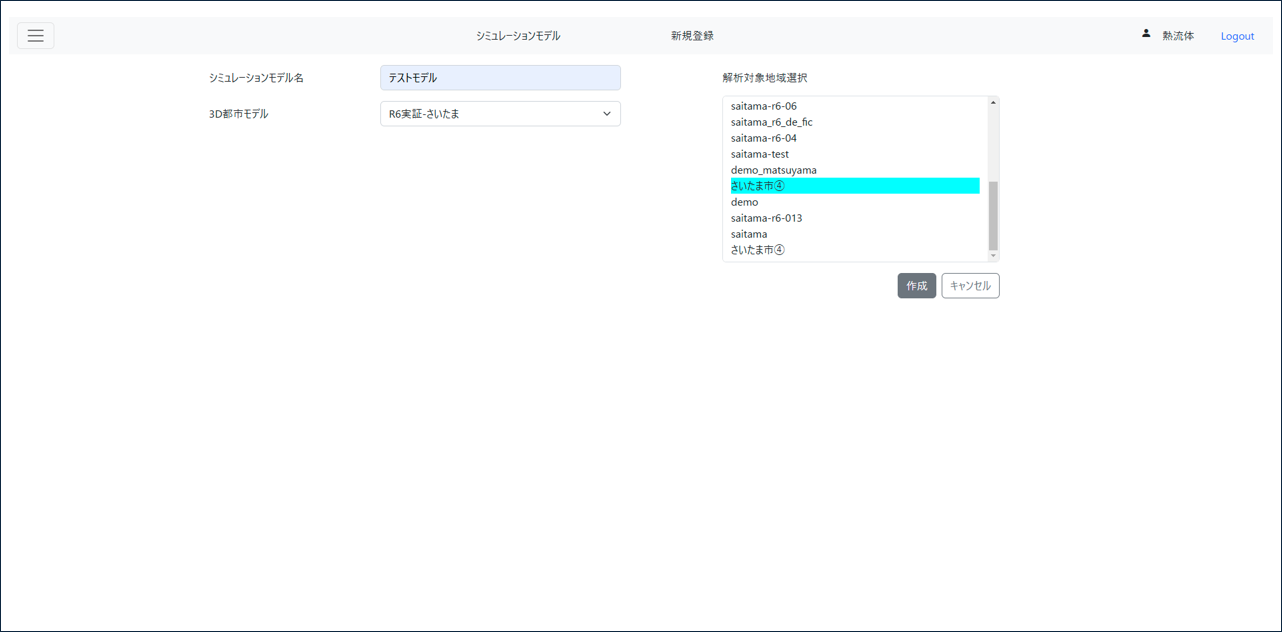 シミュレーションモデル 新規登録 熱流体 Logout
シミュレーションモデル名 テストモデル
3D都市モデル R6実証-さいたま
解析対象地域選択
saitama-r6-06
saitama_r6_de_fic
saitama-r6-04
saitama-test
demo_matsuyama
さいたま市④
demo
saitama-r6-013
saitama
さいたま市④
作成 キャンセル